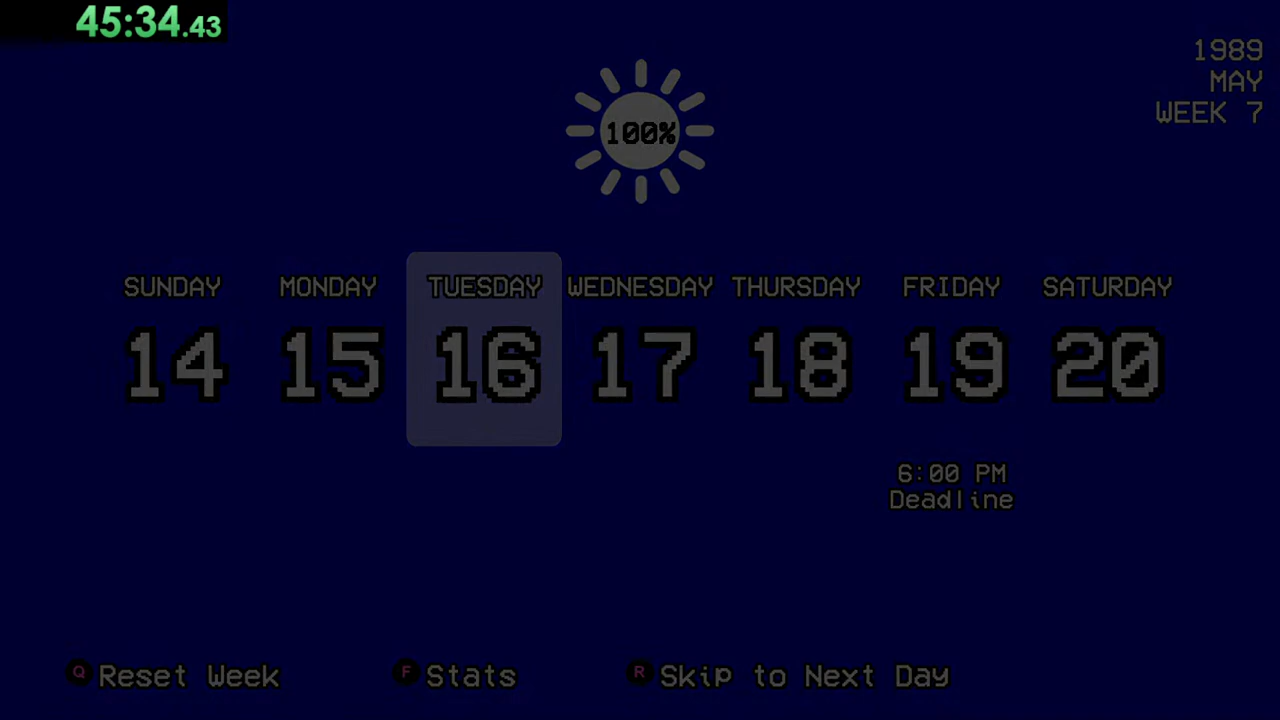 45:34.43
1989
MAY
WEEK 7
100%
SUNDAY MONDAY TUESDAY WEDNESDAY THURSDAY FRIDAY SATURDAY
14 15 16 17 18 19 20
6:00 PM
Deadline
Q Reset Week F Stats R Skip to Next Day